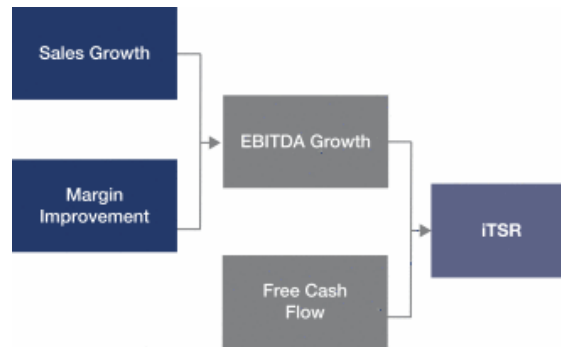 Sales Growth
EBITDA Growth
Margin
Improvement
iTSR
Free Cash
Flow